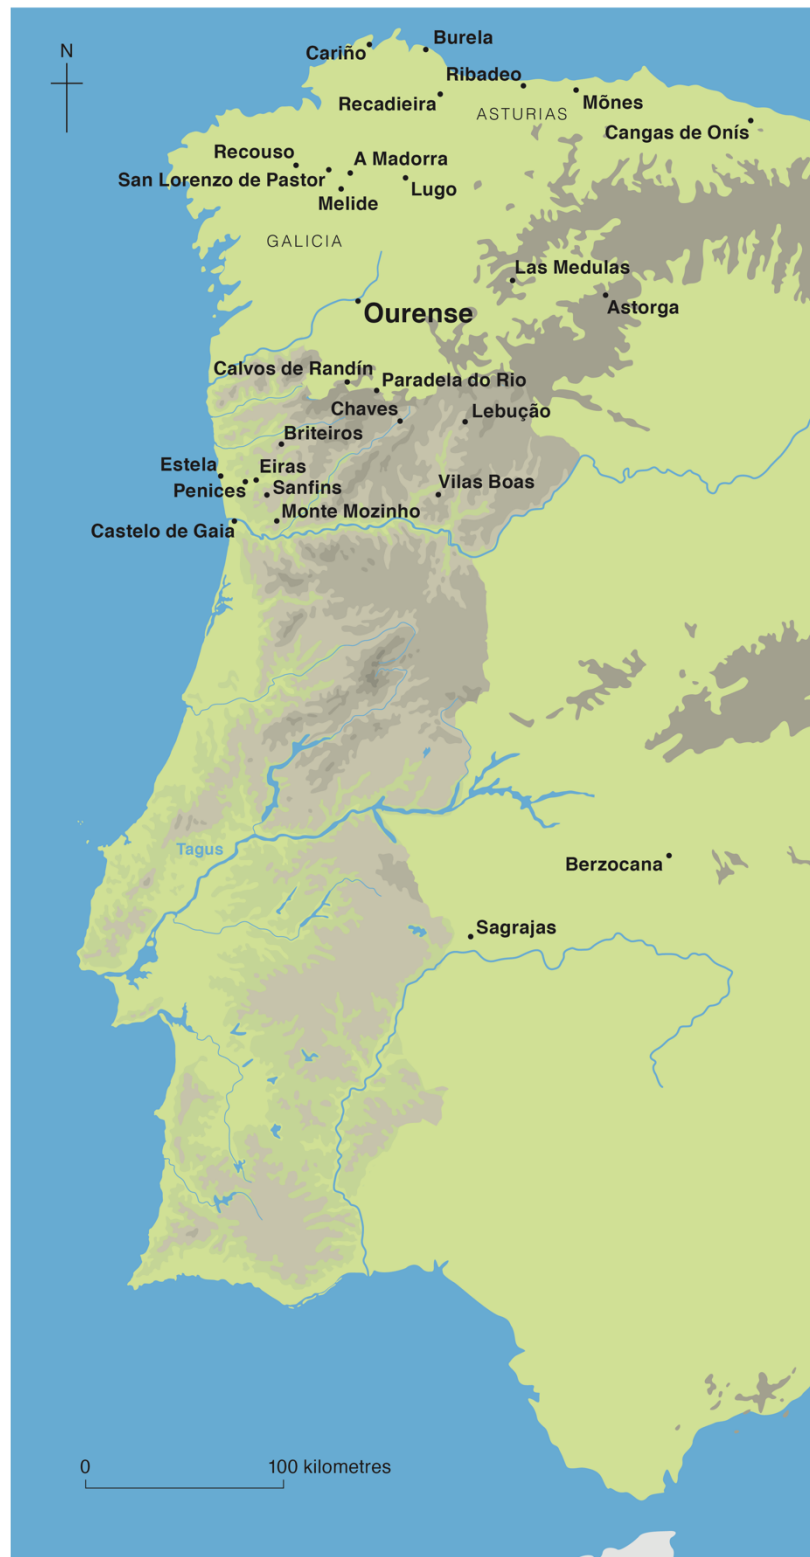 N
Burela
Cariño
Ribadeo
Recadieira
ASTURIAS
Mõnes
Cangas de Onís
Recouso
A Madorra
San Lorenzo de Pastor
Lugo
Melide
GALICIA
Las Medulas
Astorga
Ourense
Calvos de Randín
Paradela do Rio
Chaves
Lebução
Briteiros
Estela
Eiras
Penices
Sanfins
Vilas Boas
Monte Mozinho
Castelo de Gaia
Tagus
Berzocana
Sagrajas
0
100 kilometres